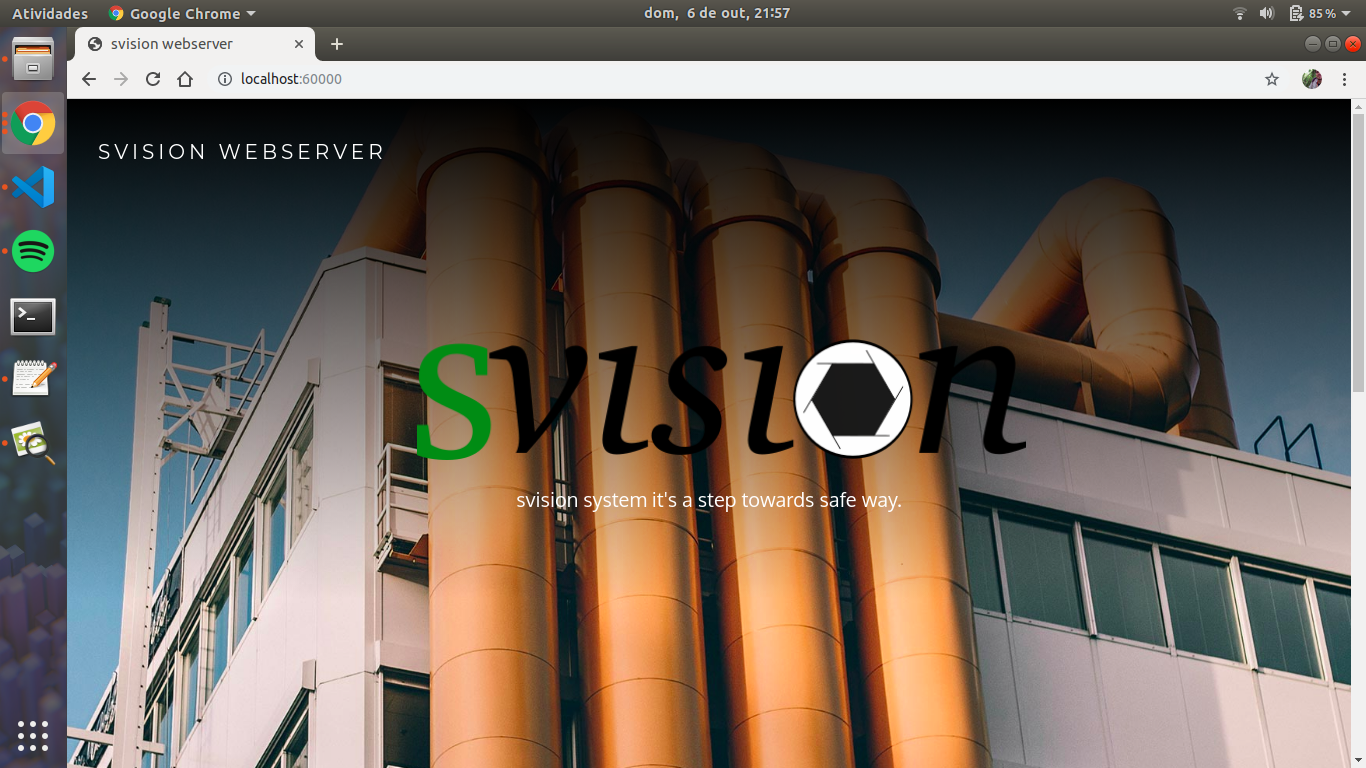 Atividades Google Chrome dom, 6 de out, 21:57 85%
svision webserver
localhost:60000
SVISION WEBSERVER
svision
svision system it's a step towards safe way.